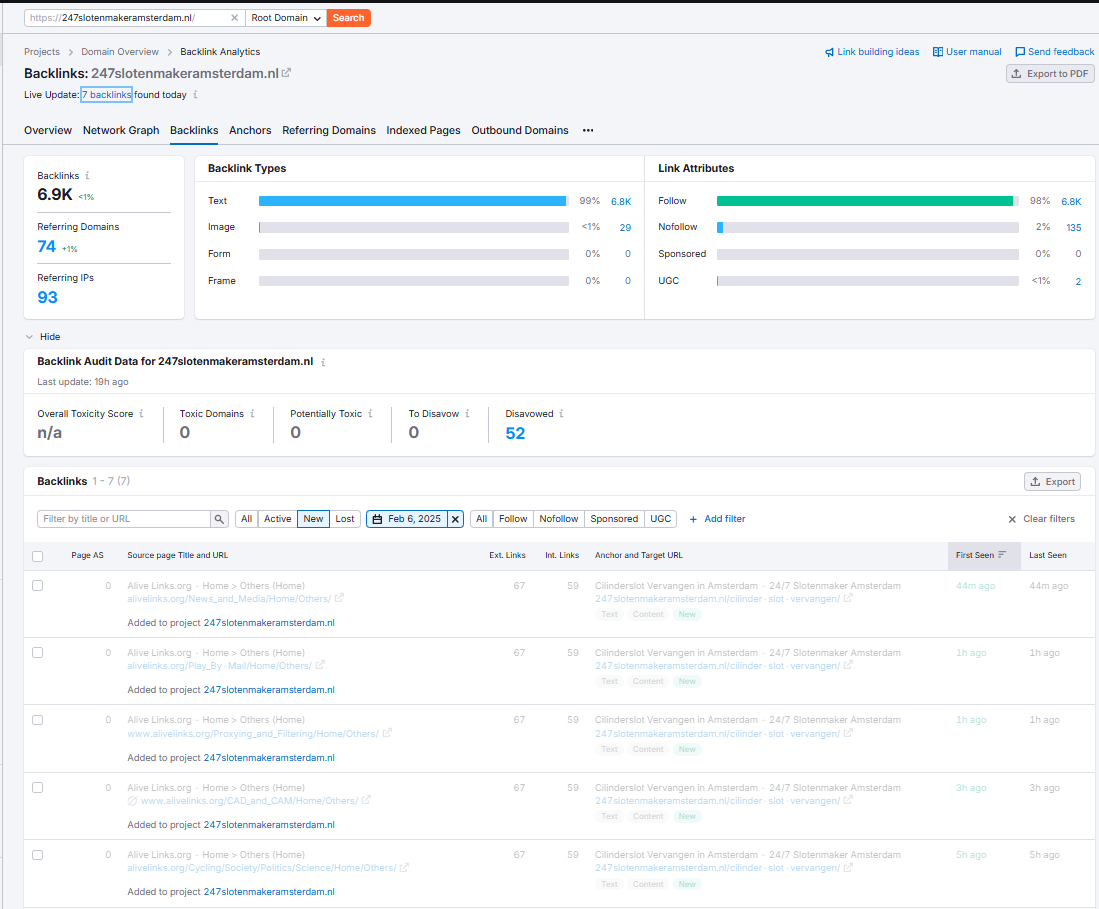 https://247slotenmakeramsterdam.nl/ Root Domain Search
Projects > Domain Overview > Backlink Analytics
Link building ideas User manual Send feedback
Backlinks: 247slotenmakeramsterdam.nl
Export to PDF
Live Update: 7 backlinks found today
Overview Network Graph Backlinks Anchors Referring Domains Indexed Pages Outbound Domains •••
Backlinks
6.9K <1%
Referring Domains
74 +1%
Referring IPs
93
Backlink Types
Text 99% 6.8K
Image <1% 29
Form 0% 0
Frame 0% 0
Link Attributes
Follow 98% 6.8K
Nofollow 2% 135
Sponsored 0% 0
UGC <1% 2
Hide
Backlink Audit Data for 247slotenmakeramsterdam.nl
Last update: 19h ago
Overall Toxicity Score
n/a
Toxic Domains
0
Potentially Toxic
0
To Disavow
0
Disavowed
52
Backlinks 1 - 7 (7)
Export
Filter by title or URL All Active New Lost Feb 6, 2025 All Follow Nofollow Sponsored UGC + Add filter Clear filters
Page AS Source page Title and URL Ext. Links Int. Links Anchor and Target URL First Seen Last Seen
0 Alive Links.org - Home > Others (Home) 67 59 Cilinderslot Vervangen in Amsterdam - 24/7 Slotenmaker Amsterdam 44m ago 44m ago
alivelinks.org/News_and_Media/Home/Others/ 247slotenmakeramsterdam.nl/cilinder-slot-vervangen/
Text Content New
Added to project 247slotenmakeramsterdam.nl
0 Alive Links.org - Home > Others (Home) 67 59 Cilinderslot Vervangen in Amsterdam - 24/7 Slotenmaker Amsterdam 1h ago 1h ago
alivelinks.org/Play_By-Mail/Home/Others/ 247slotenmakeramsterdam.nl/cilinder-slot-vervangen/
Text Content New
Added to project 247slotenmakeramsterdam.nl
0 Alive Links.org - Home > Others (Home) 67 59 Cilinderslot Vervangen in Amsterdam - 24/7 Slotenmaker Amsterdam 1h ago 1h ago
www.alivelinks.org/Proxying_and_Filtering/Home/Others/ 247slotenmakeramsterdam.nl/cilinder-slot-vervangen/
Text Content New
Added to project 247slotenmakeramsterdam.nl
0 Alive Links.org - Home > Others (Home) 67 59 Cilinderslot Vervangen in Amsterdam - 24/7 Slotenmaker Amsterdam 3h ago 3h ago
www.alivelinks.org/CAD_and_CAM/Home/Others/ 247slotenmakeramsterdam.nl/cilinder-slot-vervangen/
Text Content New
Added to project 247slotenmakeramsterdam.nl
0 Alive Links.org - Home > Others (Home) 67 59 Cilinderslot Vervangen in Amsterdam - 24/7 Slotenmaker Amsterdam 5h ago 5h ago
alivelinks.org/Cycling/Society/Politics/Science/Home/Others/ 247slotenmakeramsterdam.nl/cilinder-slot-vervangen/
Text Content New
Added to project 247slotenmakeramsterdam.nl